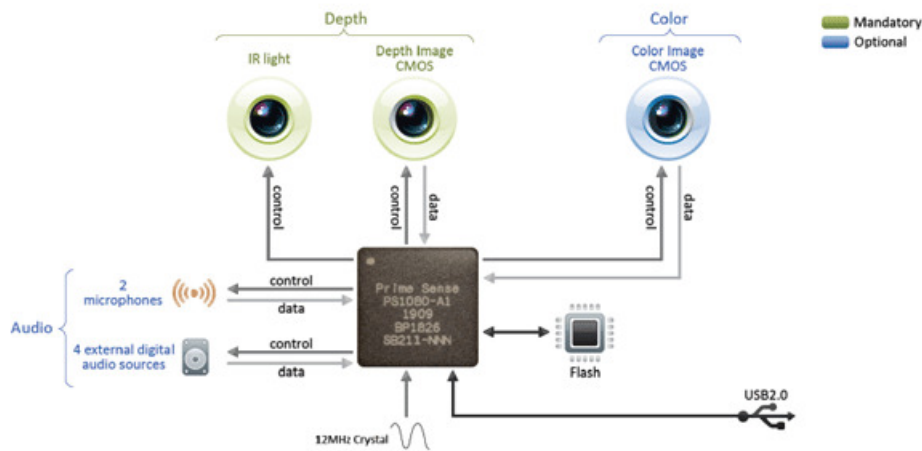 Depth
Color
Mandatory
Optional
IR light
Depth Image
CMOS
Color Image
CMOS
control
control
data
control
data
Prime Sense
PS1080-A1
1909
BP1826
SB211-NNN
2
microphones
control
data
Audio
4 external digital
audio sources
control
data
Flash
USB2.0
12MHz Crystal